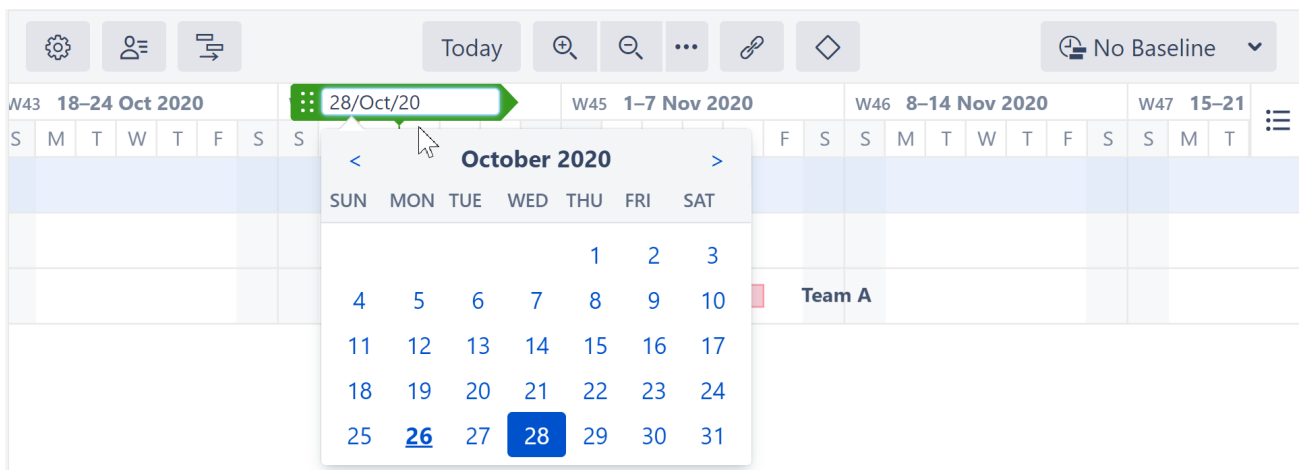 Today
No Baseline
W43 18–24 Oct 2020
28/Oct/20
W45 1–7 Nov 2020
W46 8–14 Nov 2020
W47 15–21
S M T W T F S S F S S M T W T F S S M T
< October 2020 >
SUN MON TUE WED THU FRI SAT
1 2 3
4 5 6 7 8 9 10
11 12 13 14 15 16 17
18 19 20 21 22 23 24
25 26 27 28 29 30 31
Team A